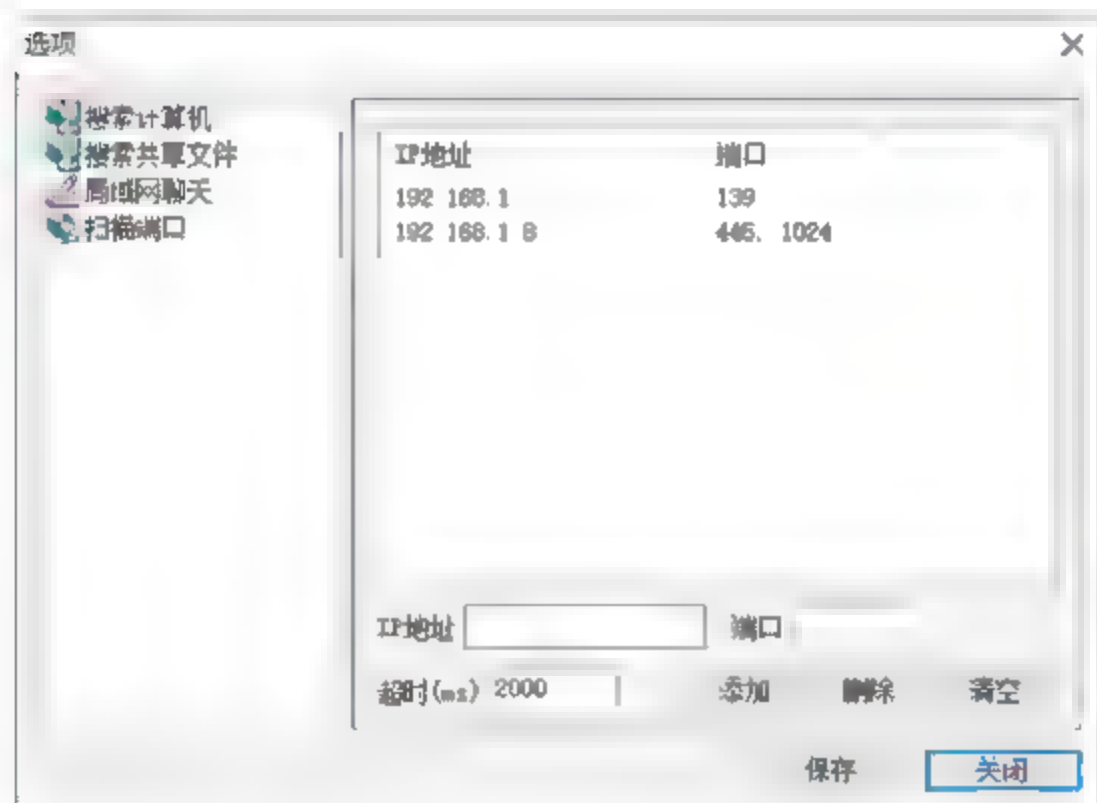 选项
搜索计算机
搜索共享文件
局域网聊天
扫描端口
IP地址 端口
192 168.1 139
192 168.1 8 445. 1024
IP地址 端口
超时(ms) 2000 添加 删除 清空
保存 关闭